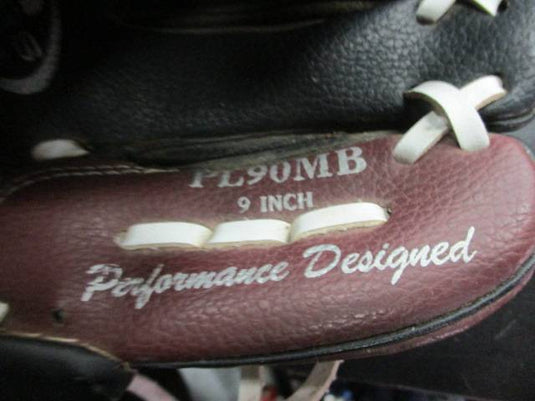 PL90MB
9 INCH
Performance Designed